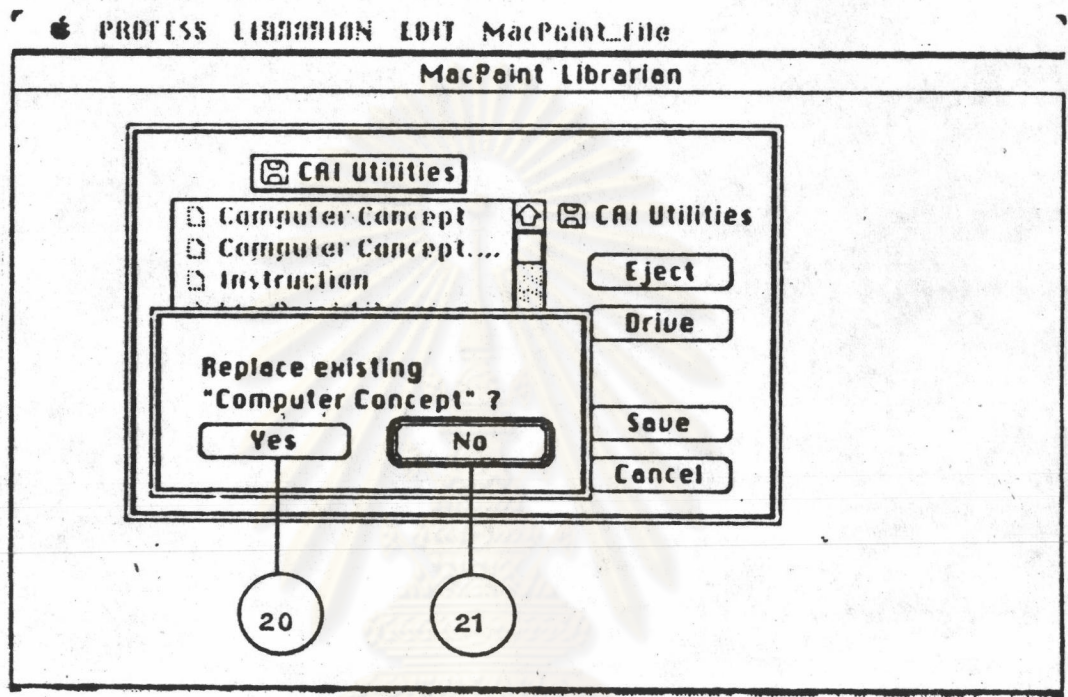 PROCESS LIBRARIAN EDIT MacPaint_File
MacPaint Librarian
CAI Utilities
Computer Concept
CAI Utilities
Computer Concept....
Instruction
Eject
Drive
Replace existing
"Computer Concept" ?
Yes No
Save
Cancel
20 21